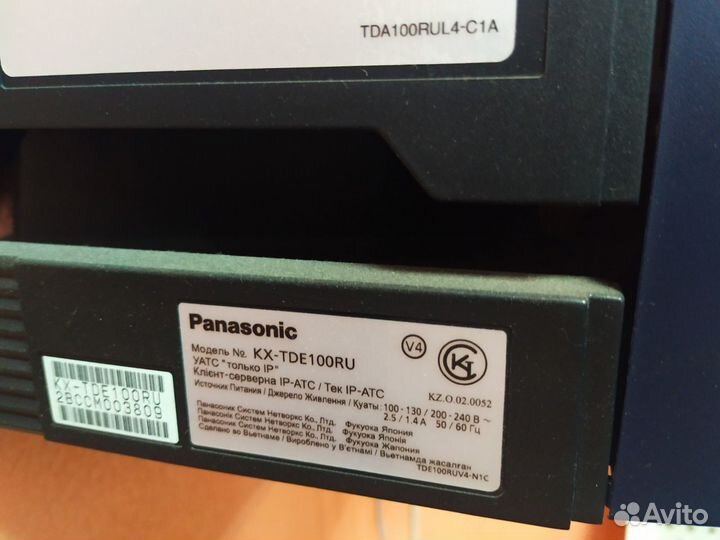 TDA100RUL4-C1A
Panasonic
Модель №. KX-TDE100RU
УАТС "только IP"
Клієнт-серверна IP-АТС / Тек IP-АТС
Источник Питания / Джерело Живлення / Қуаты: 100-130 / 200-240 В ~
2.5 / 1.4 А 50 / 60 Гц
Панасоник Систем Нетворкс Ко., Лтд. Фукуока Япония
Панасонік Систем Нетворкс Ко., Лтд. Фукуока Японія
Панасоник Систем Нетворкс Ко., Лтд. Фукуока Жапония
Сделано во Вьетнаме / Вироблено у В'єтнамі / Вьетнамда жасалған
TDE100RUV4-N1C
V4
KZ.O.02.0052
KX-TDE100RU
2BCCM003809
Avito